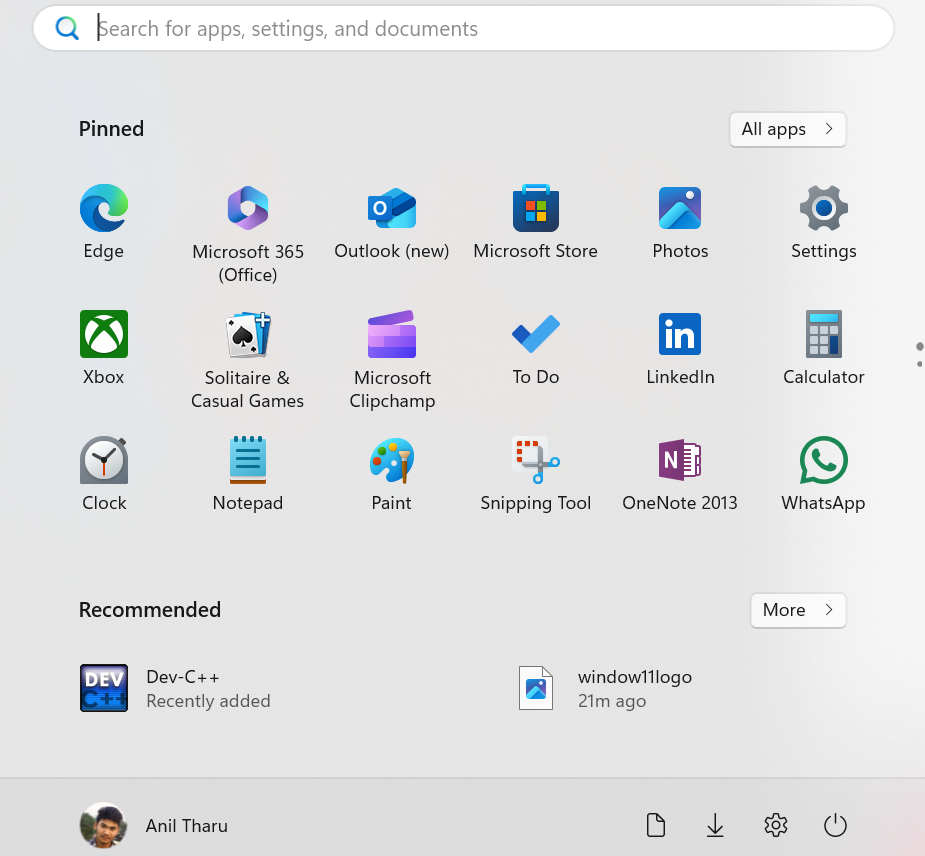 Search for apps, settings, and documents
Pinned
All apps
Edge
Microsoft 365
(Office)
Outlook (new)
Microsoft Store
Photos
Settings
Xbox
Solitaire &
Casual Games
Microsoft
Clipchamp
To Do
LinkedIn
Calculator
Clock
Notepad
Paint
Snipping Tool
OneNote 2013
WhatsApp
Recommended
More
DEV
C++
Dev-C++
Recently added
window11logo
21m ago
Anil Tharu